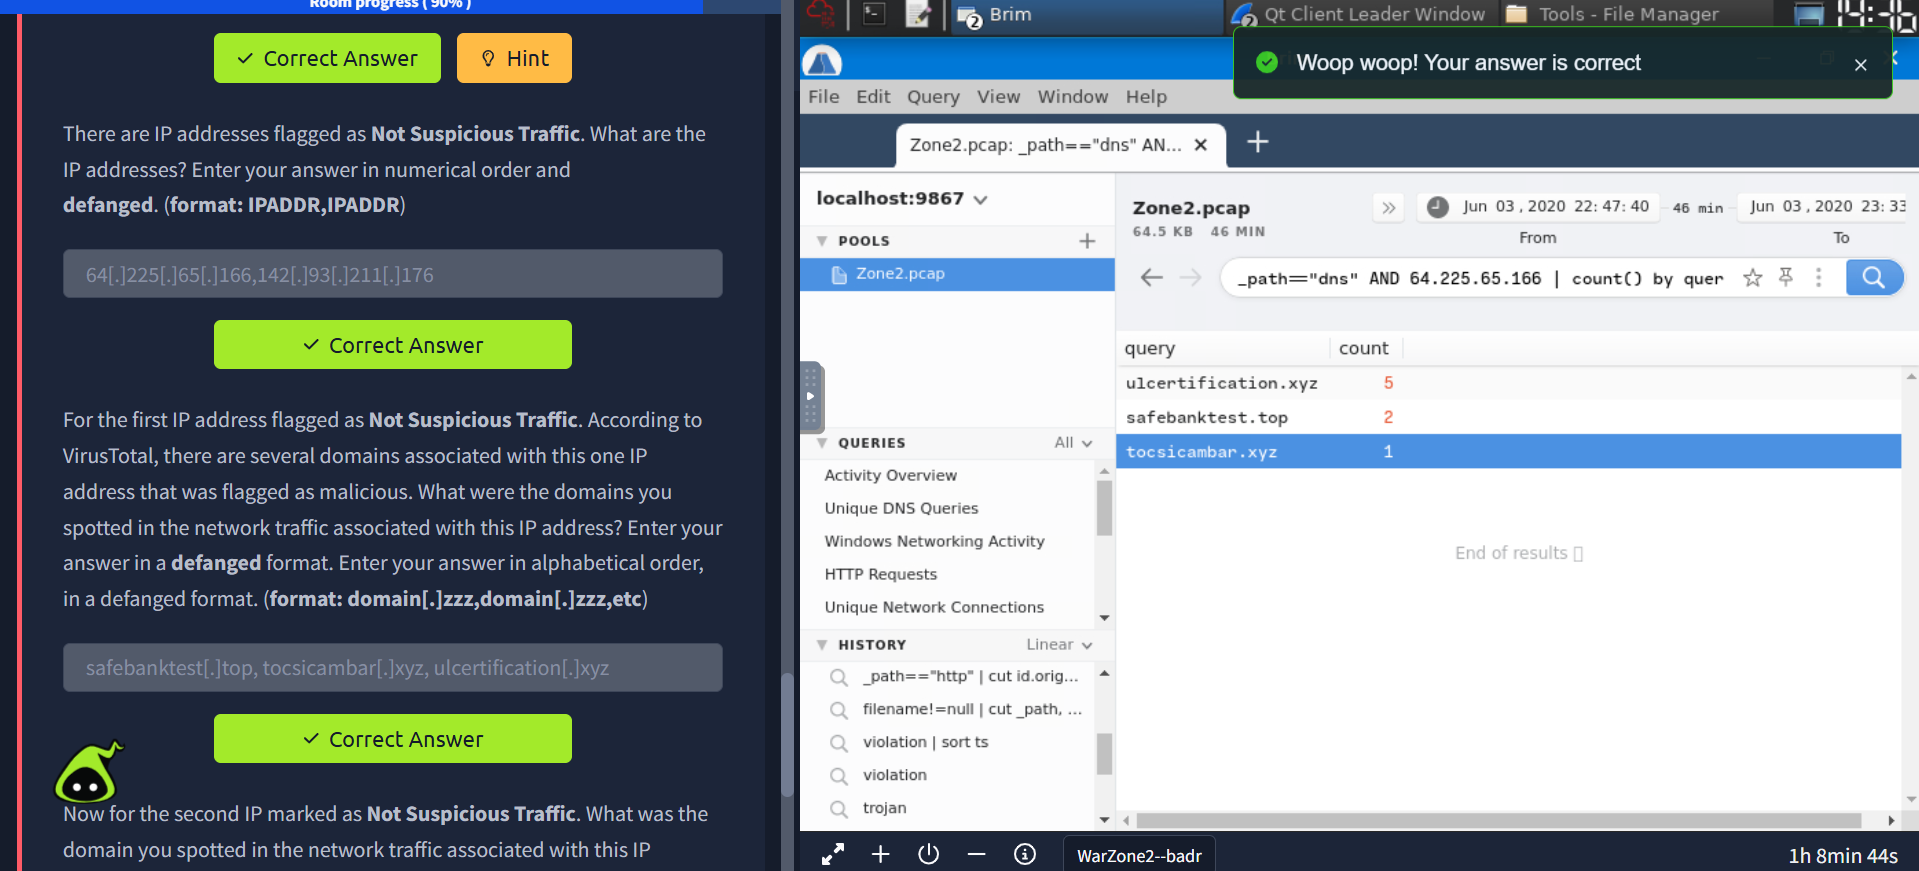 Room progress ( 90% )
Correct Answer
Hint
There are IP addresses flagged as Not Suspicious Traffic. What are the
IP addresses? Enter your answer in numerical order and
defanged. (format: IPADDR,IPADDR)
64[.]225[.]65[.]166,142[.]93[.]211[.]176
Correct Answer
For the first IP address flagged as Not Suspicious Traffic. According to
VirusTotal, there are several domains associated with this one IP
address that was flagged as malicious. What were the domains you
spotted in the network traffic associated with this IP address? Enter your
answer in a defanged format. Enter your answer in alphabetical order,
in a defanged format. (format: domain[.]zzz,domain[.]zzz,etc)
safebanktest[.]top, tocsicambar[.]xyz, ulcertification[.]xyz
Correct Answer
Now for the second IP marked as Not Suspicious Traffic. What was the
domain you spotted in the network traffic associated with this IP
2 Brim
2 Qt Client Leader Window
Tools - File Manager
Woop woop! Your answer is correct
File Edit Query View Window Help
Zone2.pcap: _path=="dns" AN...
localhost:9867
POOLS
Zone2.pcap
QUERIES All
Activity Overview
Unique DNS Queries
Windows Networking Activity
HTTP Requests
Unique Network Connections
HISTORY Linear
_path=="http" | cut id.orig...
filename!=null | cut _path, ...
violation | sort ts
violation
trojan
Zone2.pcap
64.5 KB 46 MIN
Jun 03 , 2020 22: 47: 40
46 min
Jun 03 , 2020 23: 33
From
To
_path=="dns" AND 64.225.65.166 | count() by quer
query count
ulcertification.xyz 5
safebanktest.top 2
tocsicambar.xyz 1
End of results
WarZone2--badr
1h 8min 44s